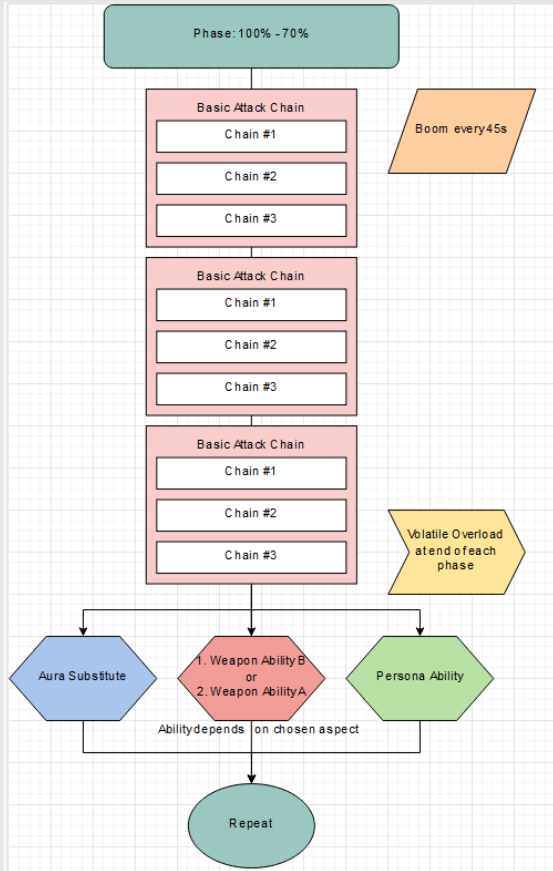 Phase: 100% - 70%
Basic Attack Chain
Chain #1
Chain #2
Chain #3
Boom every 45s
Basic Attack Chain
Chain #1
Chain #2
Chain #3
Basic Attack Chain
Chain #1
Chain #2
Chain #3
Volatile Overload
at end of each
phase
Aura Substitute
1. Weapon Ability B
or
2. Weapon Ability A
Persona Ability
Ability depends on chosen aspect
Repeat